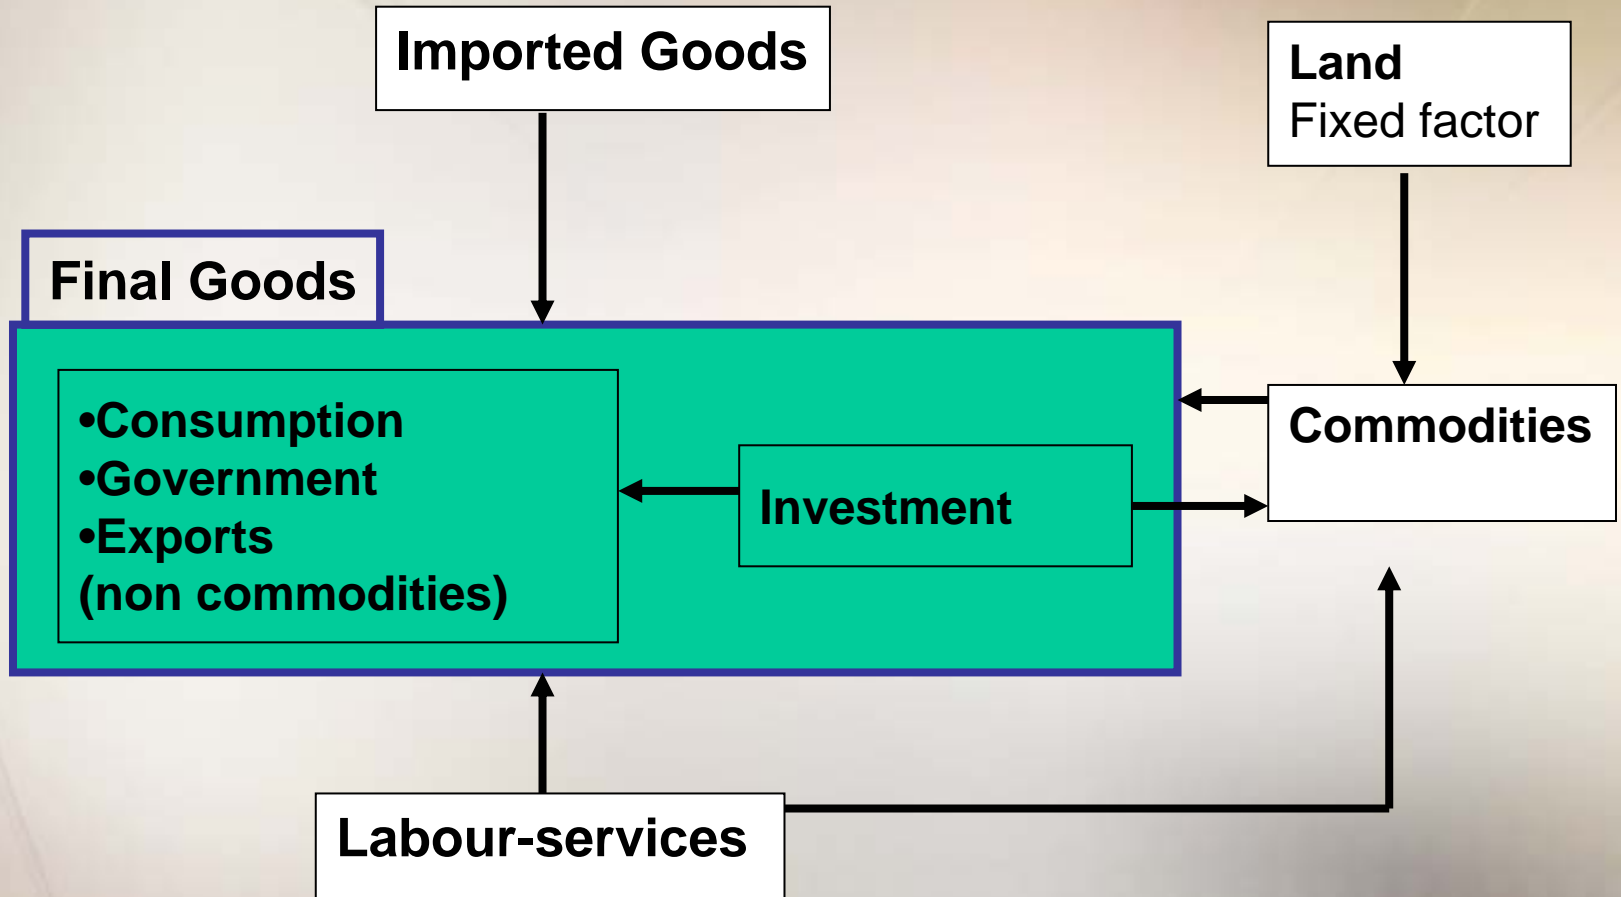 Imported Goods
Land
Fixed factor
Final Goods
•Consumption
•Government
•Exports
(non commodities)
Investment
Commodities
Labour-services